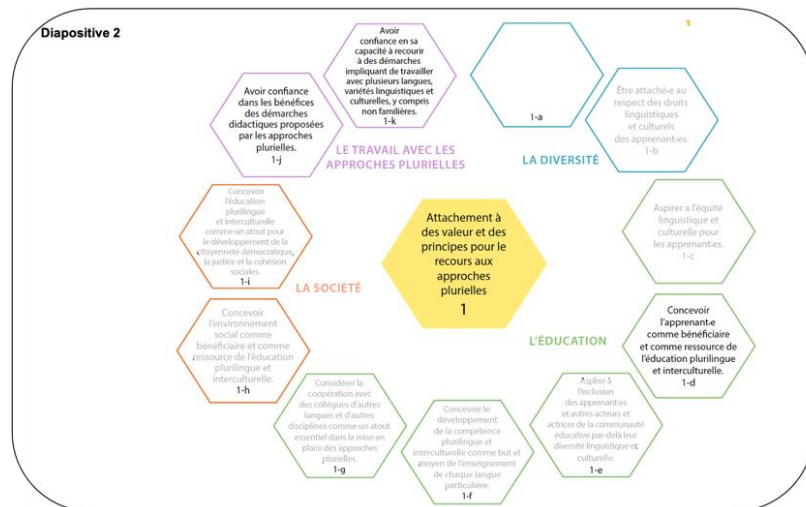 Diapositive 2
1
Avoir
confiance en sa
capacité à recourir
à des démarches
impliquant de travailler
avec plusieurs langues,
variétés linguistiques et
culturelles, y compris
non familières.
1-k
1-a
Être attaché·e au
respect des droits
linguistiques
et culturels
des apprenant·es.
1-b
Avoir confiance
dans les bénéfices
des démarches
didactiques proposées
par les approches
plurielles.
1-j
LE TRAVAIL AVEC LES
APPROCHES PLURIELLES
LA DIVERSITÉ
Concevoir
l'éducation
plurilingue
et interculturelle
comme un atout pour
le développement de la
citoyenneté démocratique,
la justice et la cohésion
sociales.
1-i
Attachement à
des valeur et des
principes pour le
recours aux
approches
plurielles
1
Aspirer a l'équité
linguistique et
culturelle pour
les apprenant·es.
1-c
LA SOCIÉTÉ
Concevoir
l'environnement
social comme
bénéficiaire et comme
ressource de l'éducation
plurilingue et
interculturelle.
1-h
L'ÉDUCATION
Concevoir
l'apprenant·e
comme bénéficiaire
et comme ressource de
l'éducation plurilingue
et interculturelle.
1-d
Considérer la
coopération avec
des collègues d'autres
langues et d'autres
disciplines comme un atout
essentiel dans la mise en
place des approches
plurielles.
1-g
Concevoir le
développement
de la compétence
plurilingue et
interculturelle comme but et
moyen de l'enseignement
de chaque langue
particulière.
1-f
Aspirer à
l'inclusion
des apprenant·es
et autres acteurs et
actrices de la communauté
éducative par-delà leur
diversité linguistique et
culturelle.
1-e